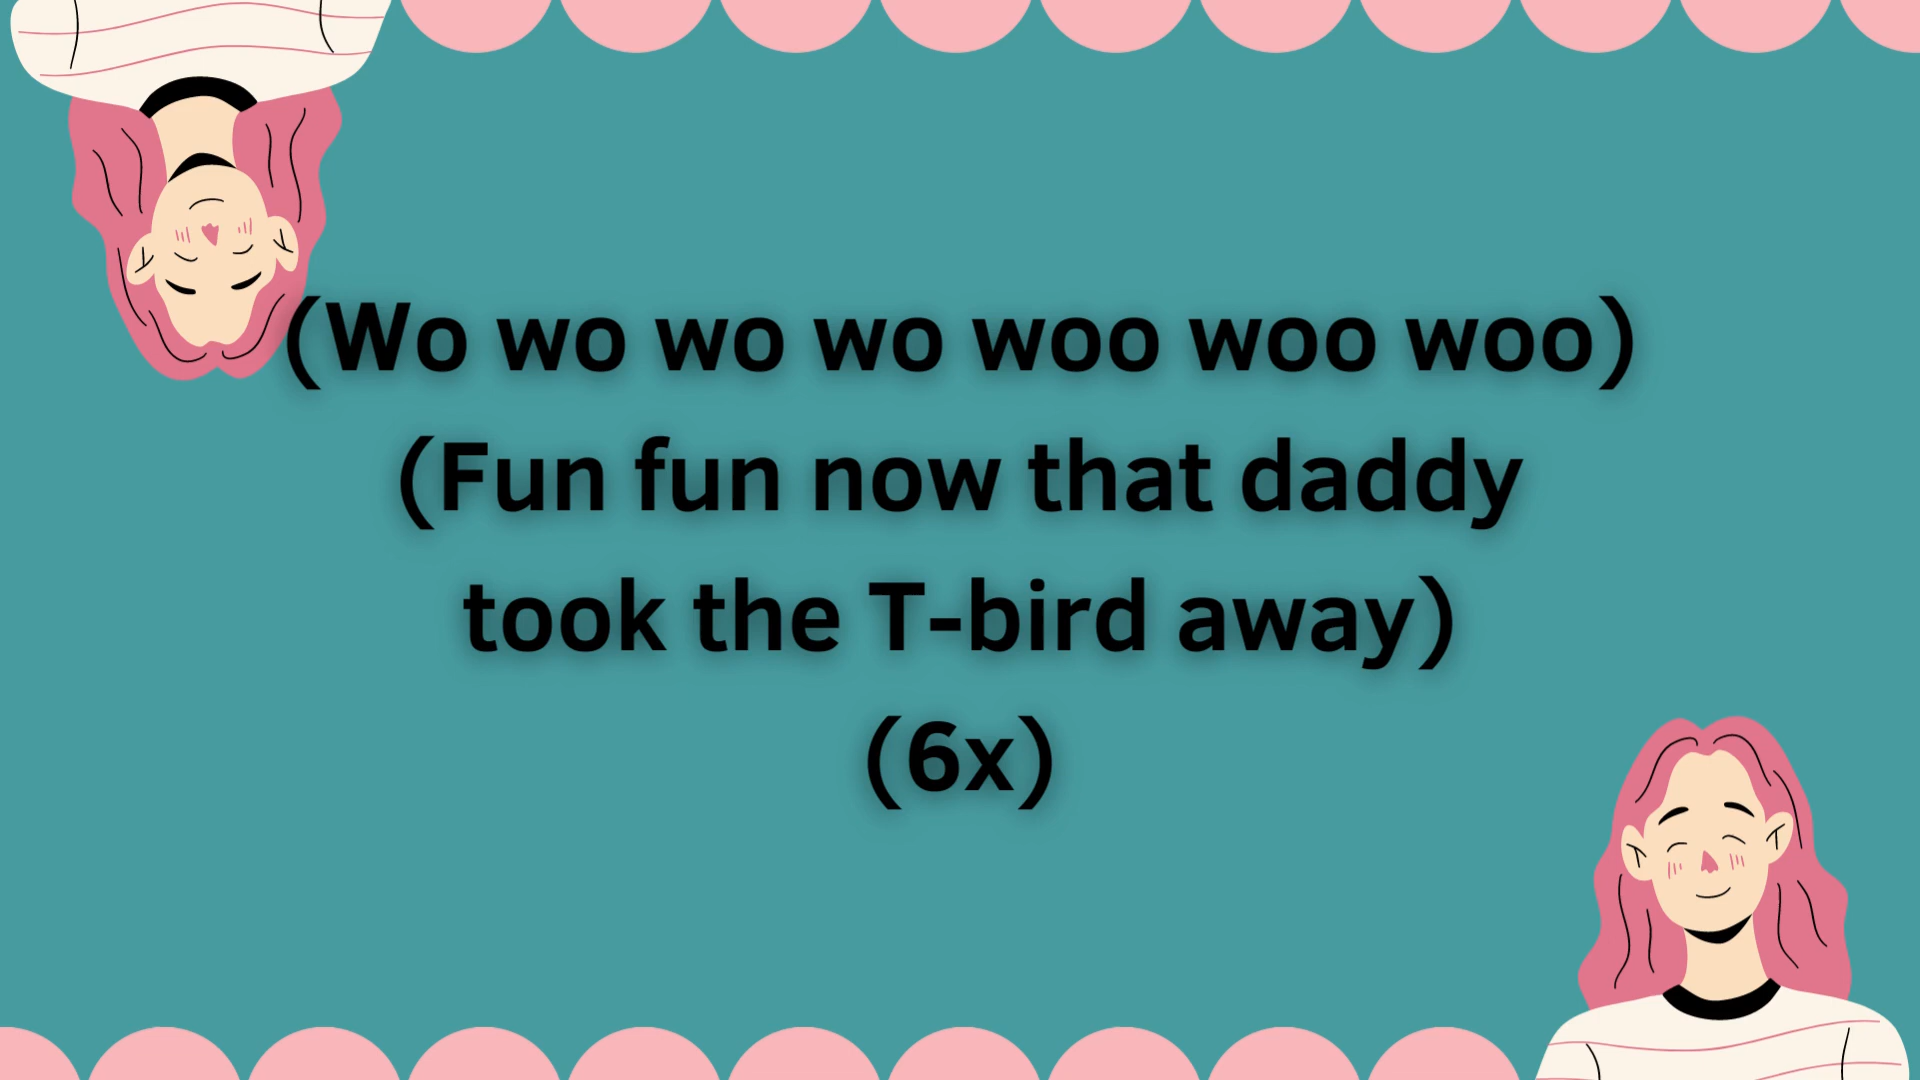 (Wo wo wo wo woo woo woo)
(Fun fun now that daddy
took the T-bird away)
(6x)